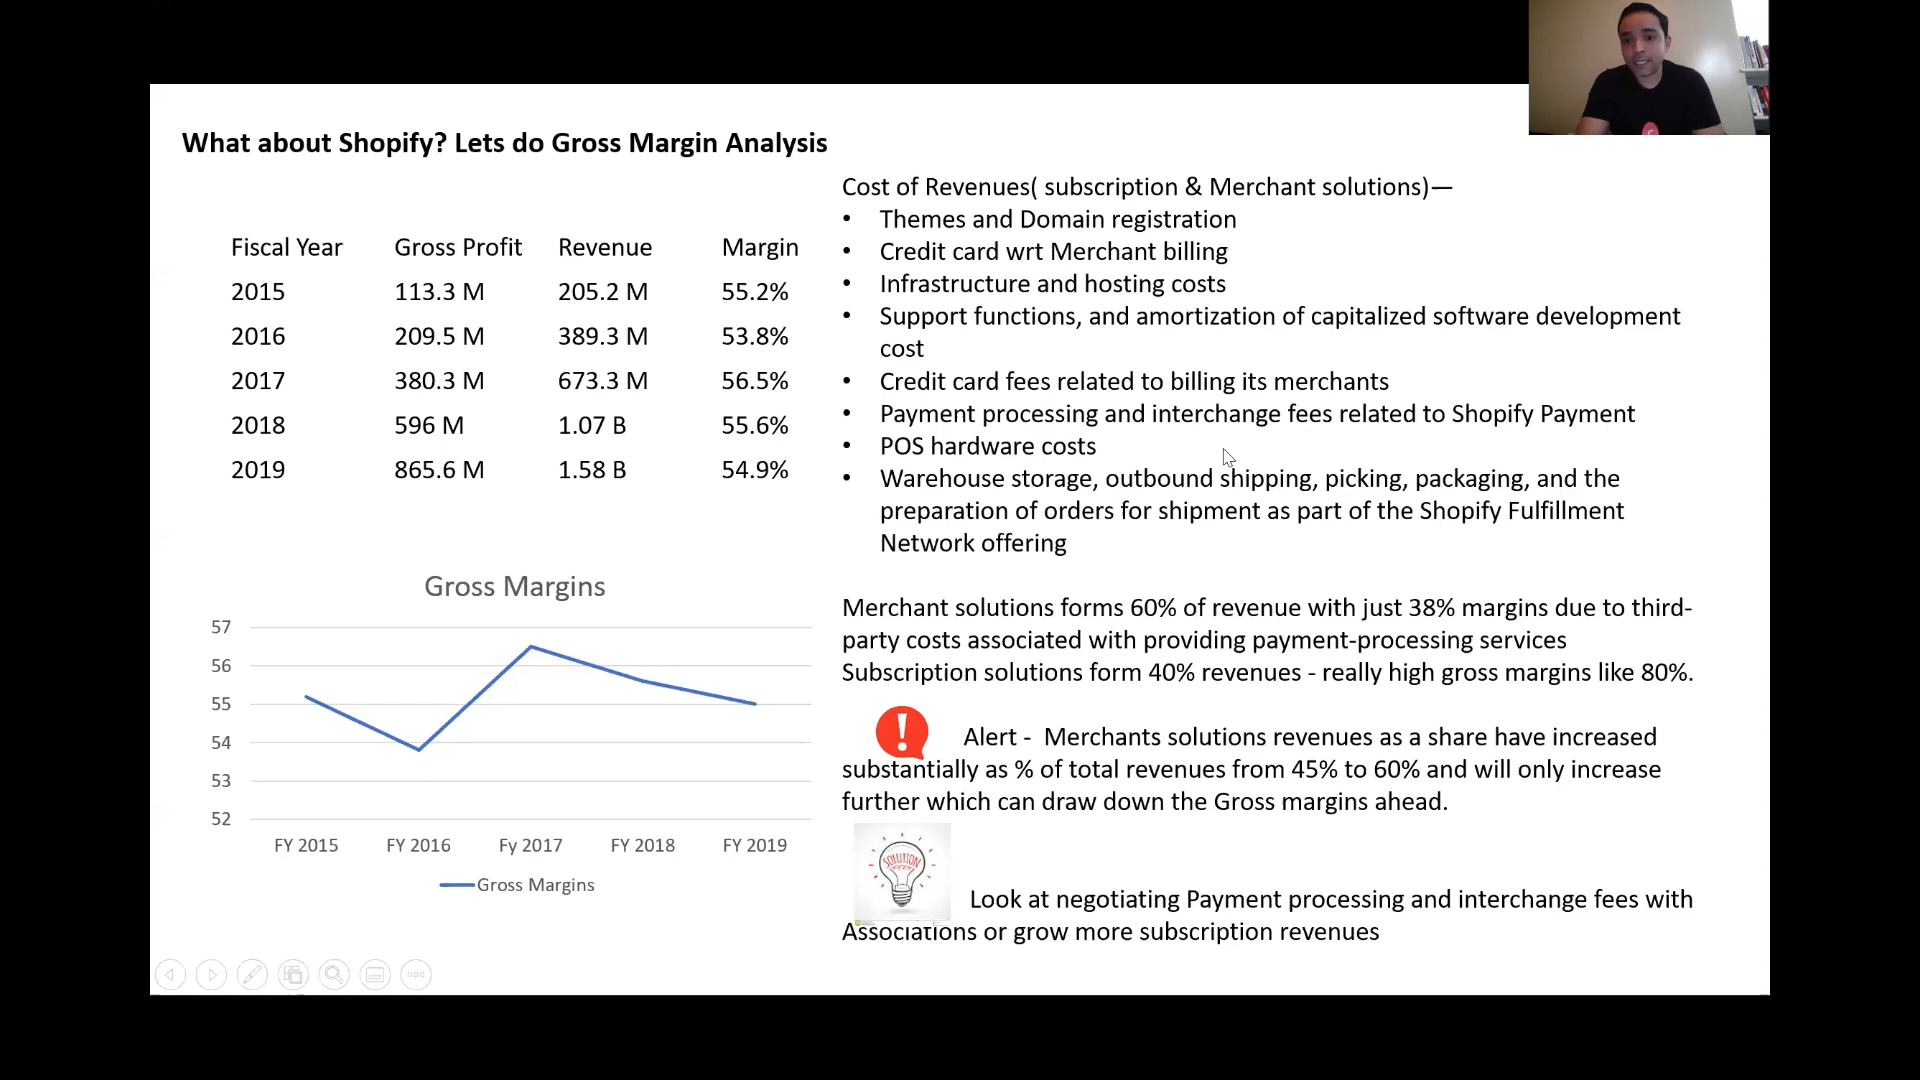 What about Shopify? Lets do Gross Margin Analysis
Fiscal Year Gross Profit Revenue Margin
2015 113.3 M 205.2 M 55.2%
2016 209.5 M 389.3 M 53.8%
2017 380.3 M 673.3 M 56.5%
2018 596 M 1.07 B 55.6%
2019 865.6 M 1.58 B 54.9%
Gross Margins
57
56
55
54
53
52
FY 2015 FY 2016 Fy 2017 FY 2018 FY 2019
Gross Margins
Cost of Revenues( subscription & Merchant solutions)—
• Themes and Domain registration
• Credit card wrt Merchant billing
• Infrastructure and hosting costs
• Support functions, and amortization of capitalized software development
cost
• Credit card fees related to billing its merchants
• Payment processing and interchange fees related to Shopify Payment
• POS hardware costs
• Warehouse storage, outbound shipping, picking, packaging, and the
preparation of orders for shipment as part of the Shopify Fulfillment
Network offering
Merchant solutions forms 60% of revenue with just 38% margins due to third-
party costs associated with providing payment-processing services
Subscription solutions form 40% revenues - really high gross margins like 80%.
Alert - Merchants solutions revenues as a share have increased
substantially as % of total revenues from 45% to 60% and will only increase
further which can draw down the Gross margins ahead.
SOLUTION
Look at negotiating Payment processing and interchange fees with
Associations or grow more subscription revenues